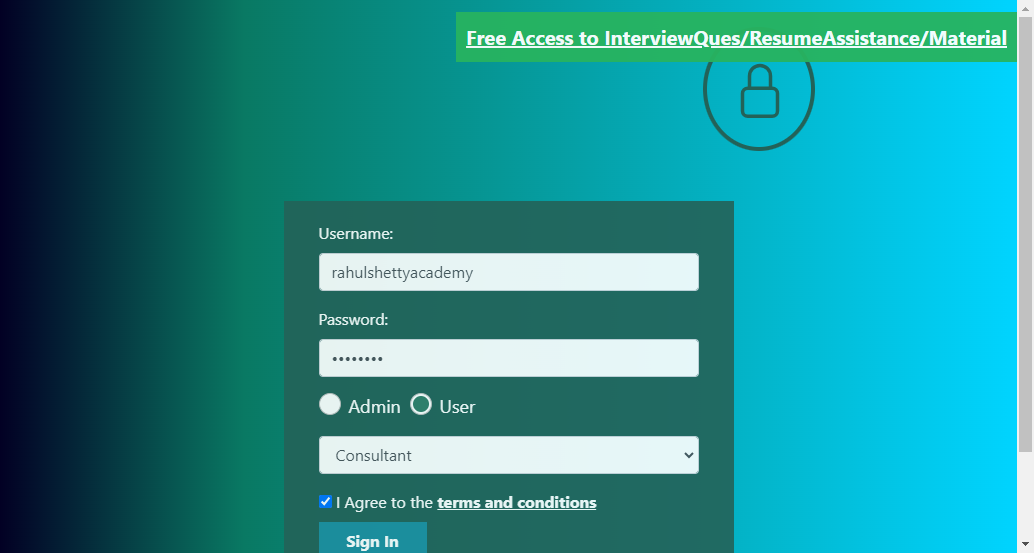 Free Access to InterviewQues/ResumeAssistance/Material
Username:
rahulshettyacademy
Password:
••••••••
Admin User
Consultant
I Agree to the terms and conditions
Sign In